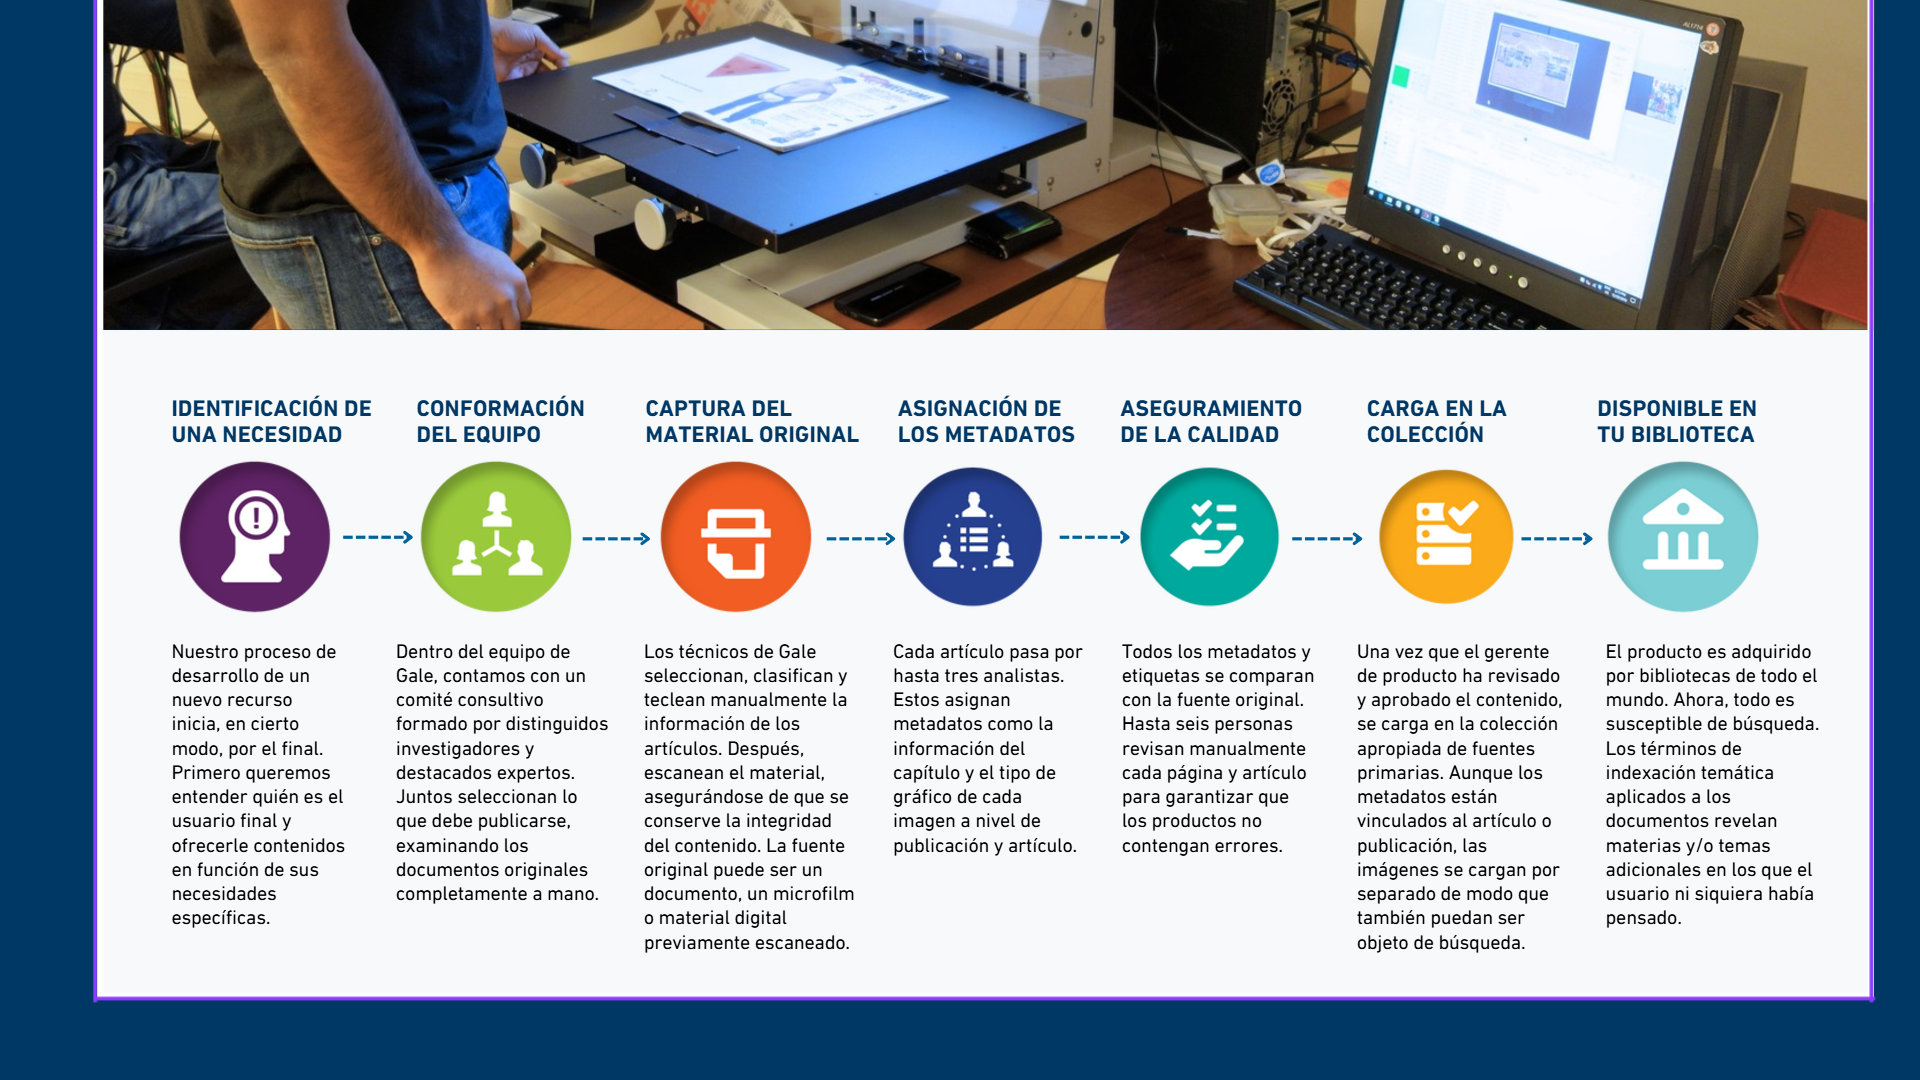 AL1714
WELCOME
IDENTIFICACIÓN DE
UNA NECESIDAD
CONFORMACIÓN
DEL EQUIPO
CAPTURA DEL
MATERIAL ORIGINAL
ASIGNACIÓN DE
LOS METADATOS
ASEGURAMIENTO
DE LA CALIDAD
CARGA EN LA
COLECCIÓN
DISPONIBLE EN
TU BIBLIOTECA
Nuestro proceso de
desarrollo de un
nuevo recurso
inicia, en cierto
modo, por el final.
Primero queremos
entender quién es el
usuario final y
ofrecerle contenidos
en función de sus
necesidades
específicas.
Dentro del equipo de
Gale, contamos con un
comité consultivo
formado por distinguidos
investigadores y
destacados expertos.
Juntos seleccionan lo
que debe publicarse,
examinando los
documentos originales
completamente a mano.
Los técnicos de Gale
seleccionan, clasifican y
teclean manualmente la
información de los
artículos. Después,
escanean el material,
asegurándose de que se
conserve la integridad
del contenido. La fuente
original puede ser un
documento, un microfilm
o material digital
previamente escaneado.
Cada artículo pasa por
hasta tres analistas.
Estos asignan
metadatos como la
información del
capítulo y el tipo de
gráfico de cada
imagen a nivel de
publicación y artículo.
Todos los metadatos y
etiquetas se comparan
con la fuente original.
Hasta seis personas
revisan manualmente
cada página y artículo
para garantizar que
los productos no
contengan errores.
Una vez que el gerente
de producto ha revisado
y aprobado el contenido,
se carga en la colección
apropiada de fuentes
primarias. Aunque los
metadatos están
vinculados al artículo o
publicación, las
imágenes se cargan por
separado de modo que
también puedan ser
objeto de búsqueda.
El producto es adquirido
por bibliotecas de todo el
mundo. Ahora, todo es
susceptible de búsqueda.
Los términos de
indexación temática
aplicados a los
documentos revelan
materias y/o temas
adicionales en los que el
usuario ni siquiera había
pensado.